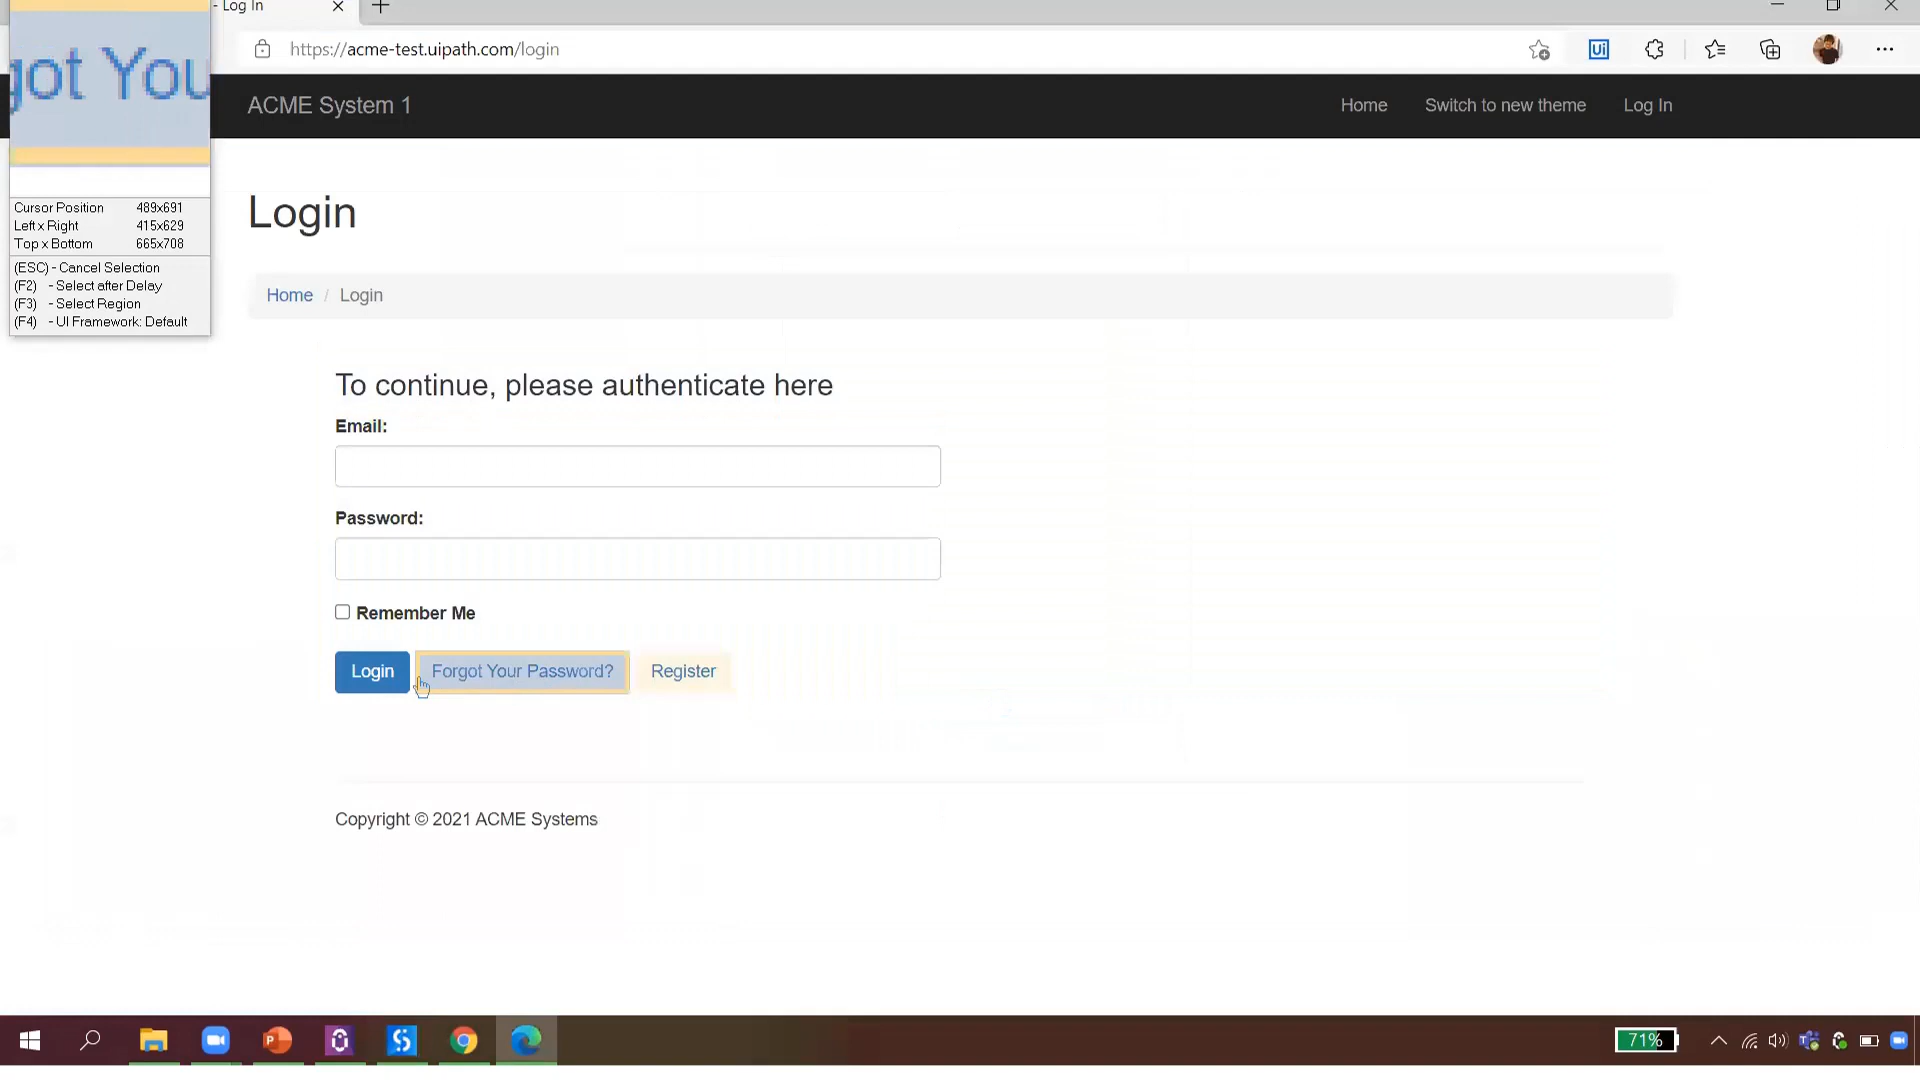 - Log In
got You
https://acme-test.uipath.com/login
ACME System 1
Home
Switch to new theme
Log In
Cursor Position 489x691
Left x Right 415x629
Top x Bottom 665x708
(ESC) - Cancel Selection
(F2) - Select after Delay
(F3) - Select Region
(F4) - UI Framework: Default
Login
Home / Login
To continue, please authenticate here
Email:
Password:
Remember Me
Login
Forgot Your Password?
Register
Copyright © 2021 ACME Systems
71%